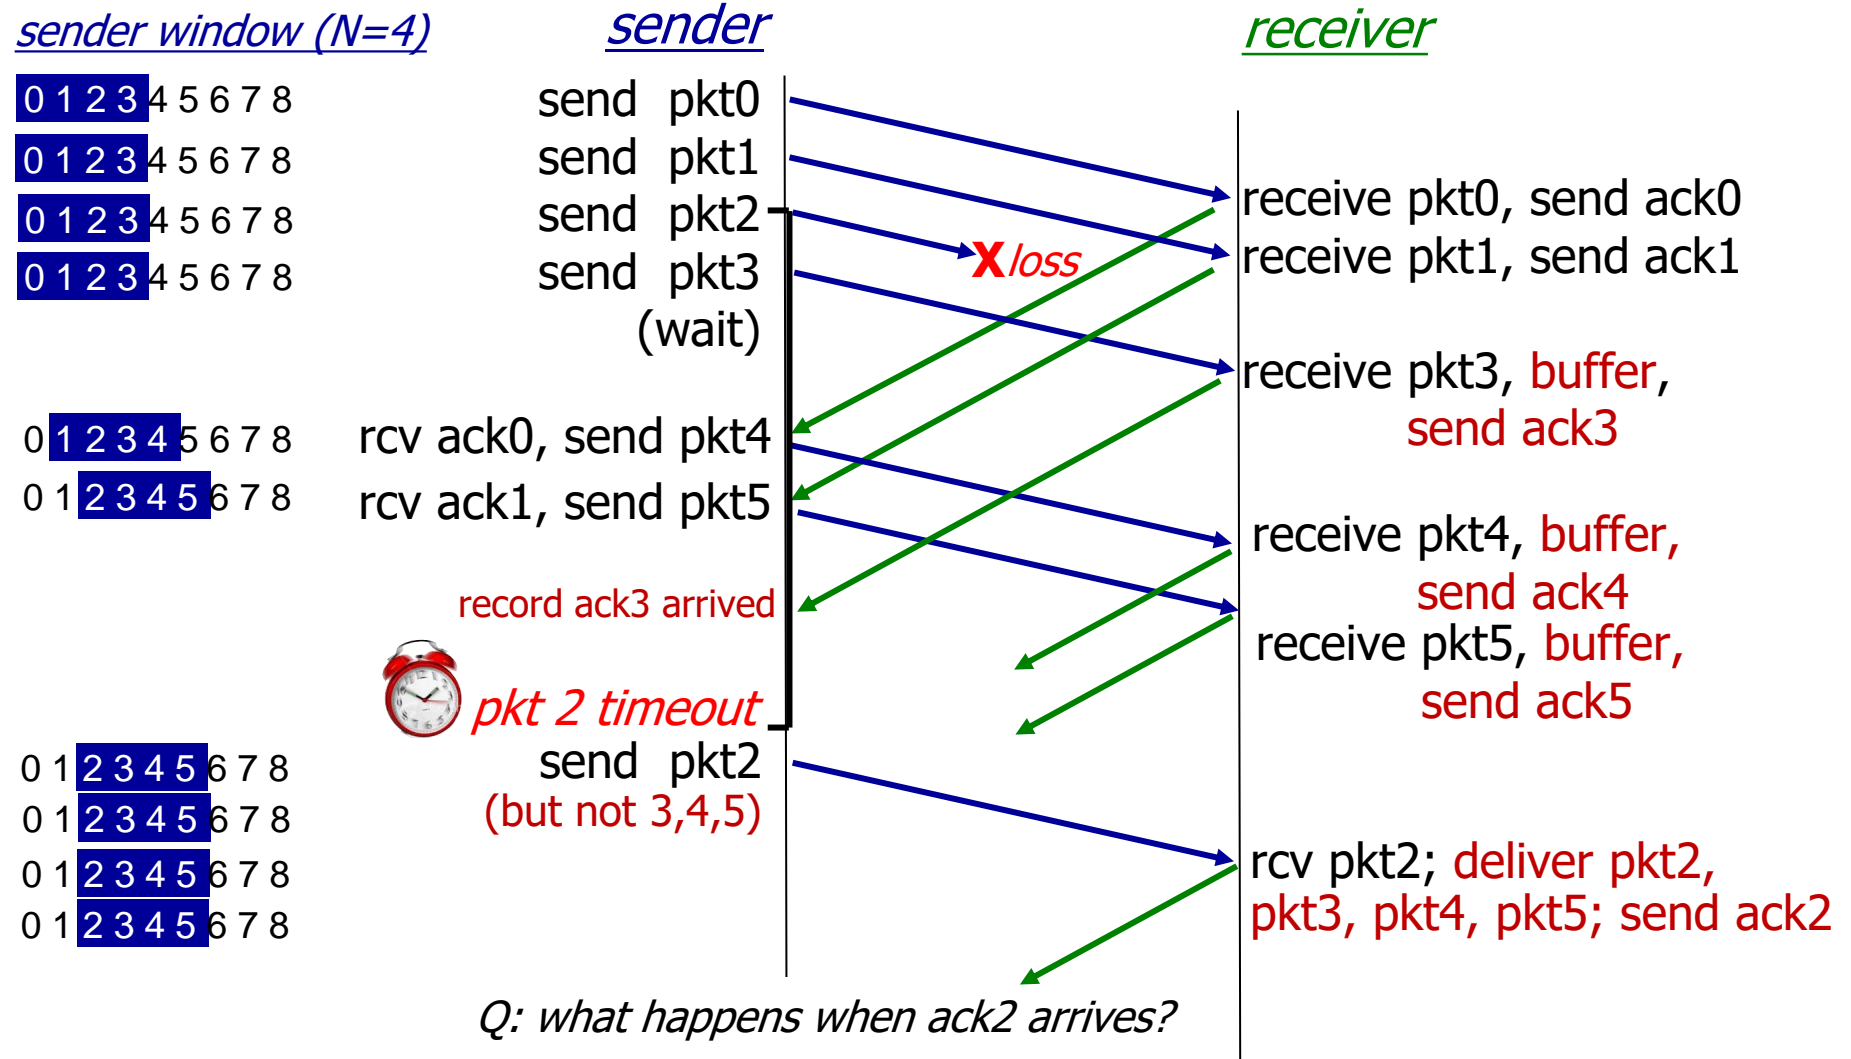 sender window (N=4)
sender
receiver
0 1 2 3 4 5 6 7 8
send pkt0
0 1 2 3 4 5 6 7 8
send pkt1
receive pkt0, send ack0
0 1 2 3 4 5 6 7 8
send pkt2
X loss
receive pkt1, send ack1
0 1 2 3 4 5 6 7 8
send pkt3
(wait)
receive pkt3, buffer,
send ack3
0 1 2 3 4 5 6 7 8
rcv ack0, send pkt4
0 1 2 3 4 5 6 7 8
rcv ack1, send pkt5
receive pkt4, buffer,
send ack4
record ack3 arrived
receive pkt5, buffer,
send ack5
pkt 2 timeout
0 1 2 3 4 5 6 7 8
send pkt2
0 1 2 3 4 5 6 7 8
(but not 3,4,5)
0 1 2 3 4 5 6 7 8
rcv pkt2; deliver pkt2,
0 1 2 3 4 5 6 7 8
pkt3, pkt4, pkt5; send ack2
Q: what happens when ack2 arrives?